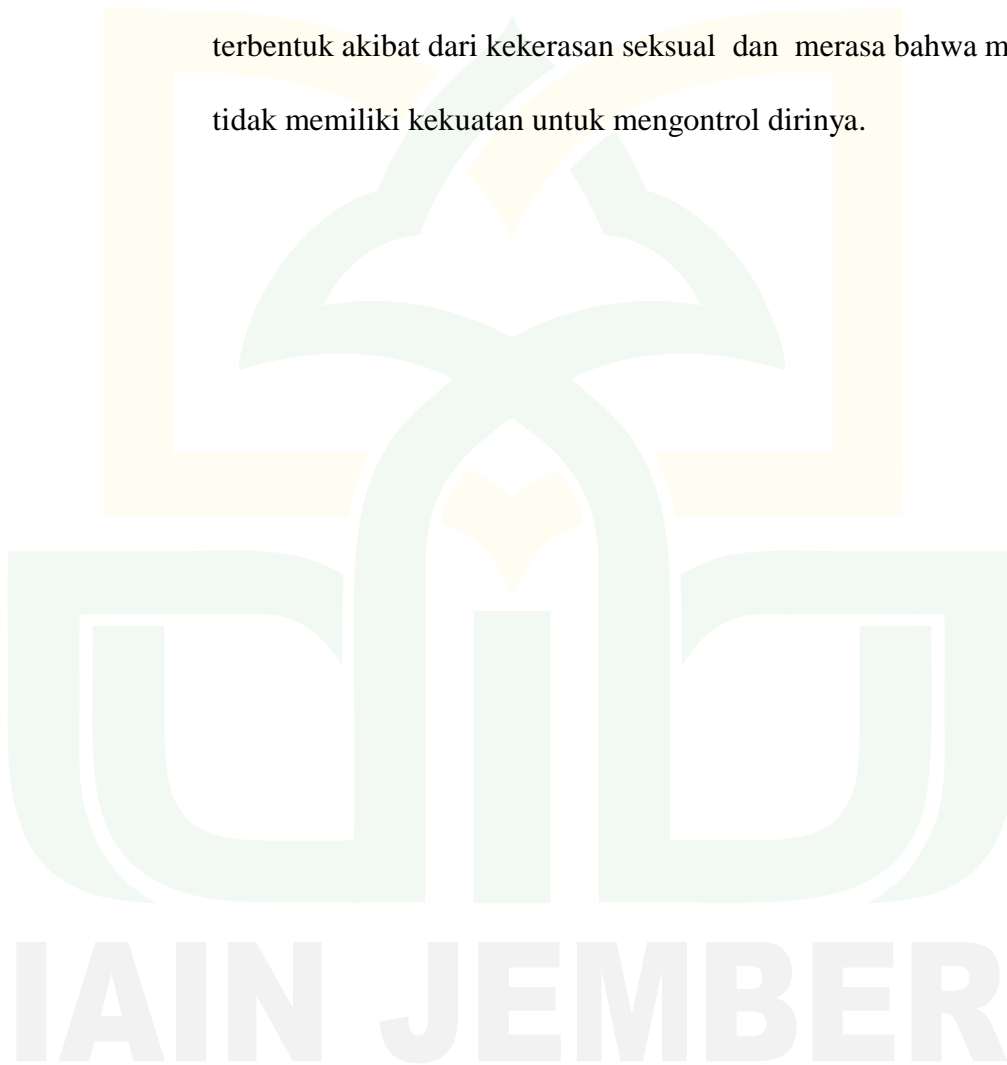 terbentuk akibat dari kekerasan seksual dan merasa bahwa
tidak memiliki kekuatan untuk mengontrol dirinya.
IAIN JEMBER